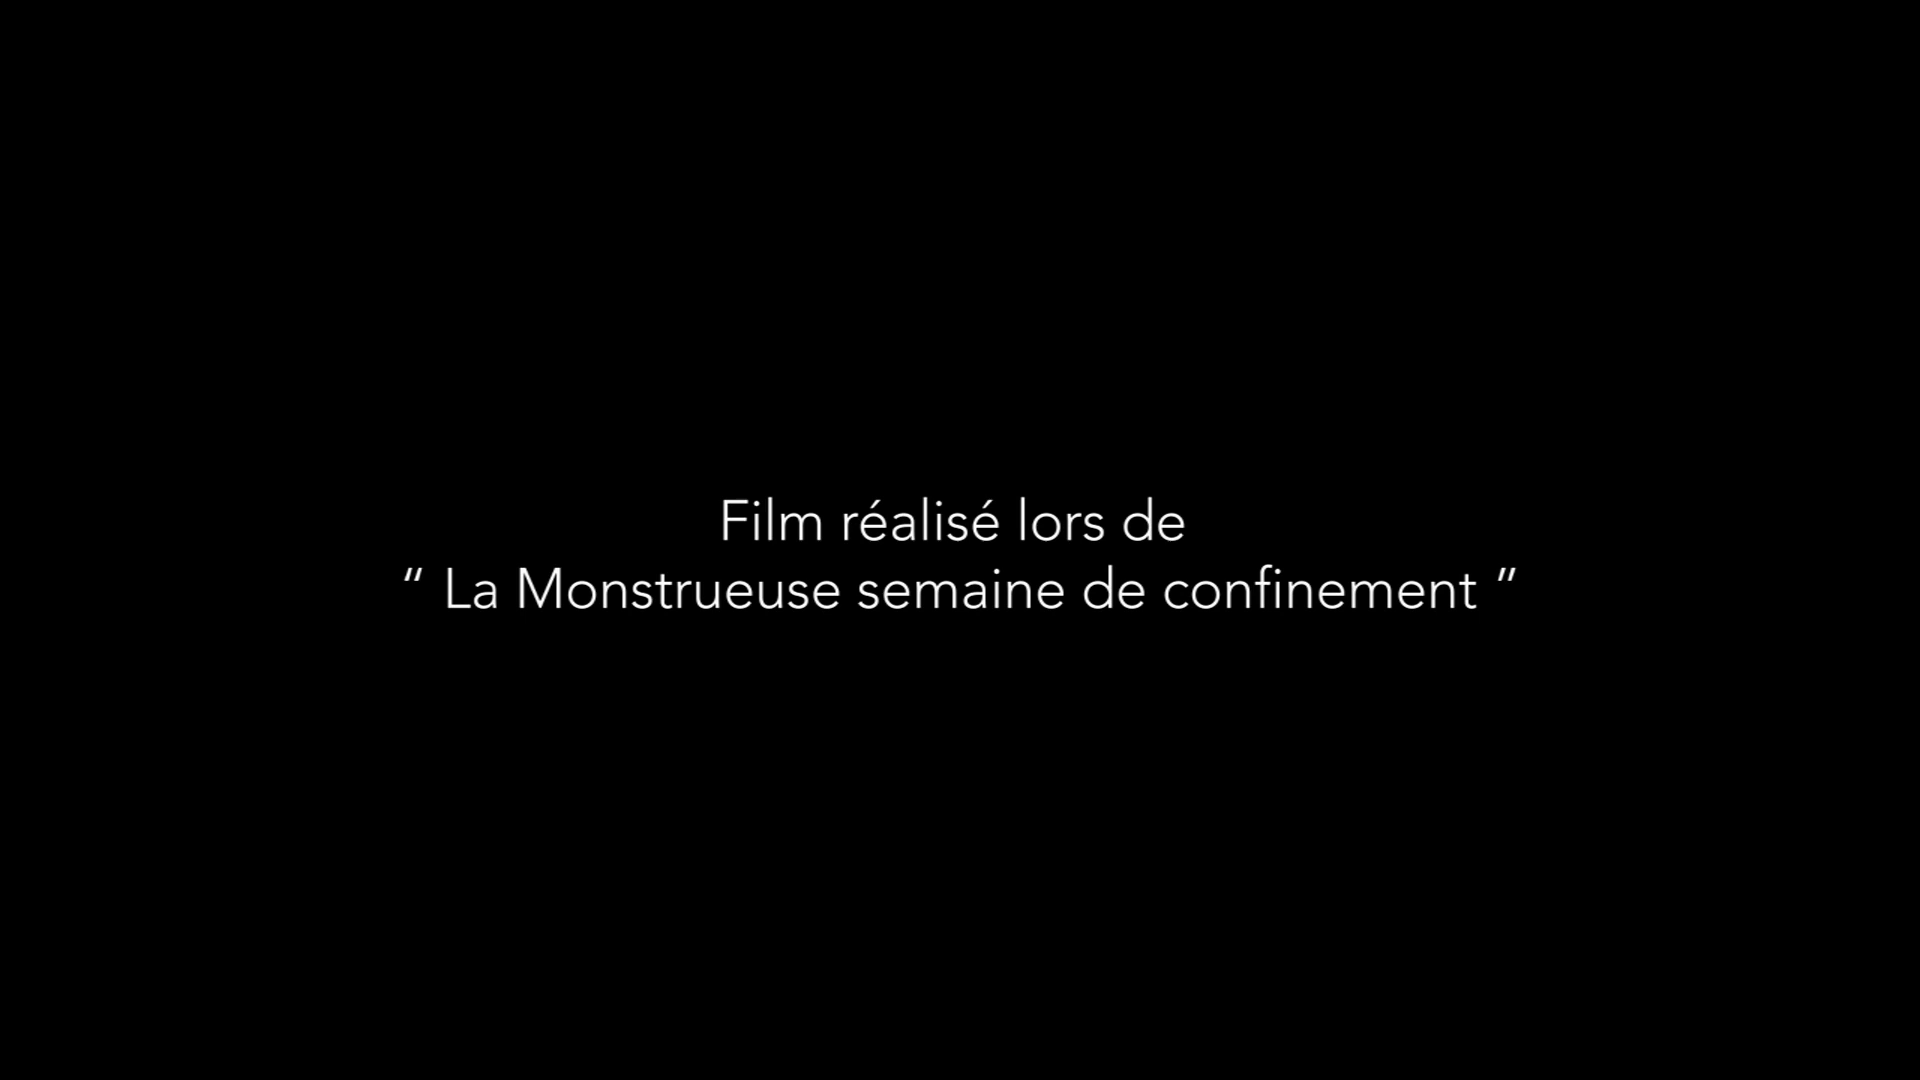 Film réalisé lors de
“ La Monstrueuse semaine de confinement ”